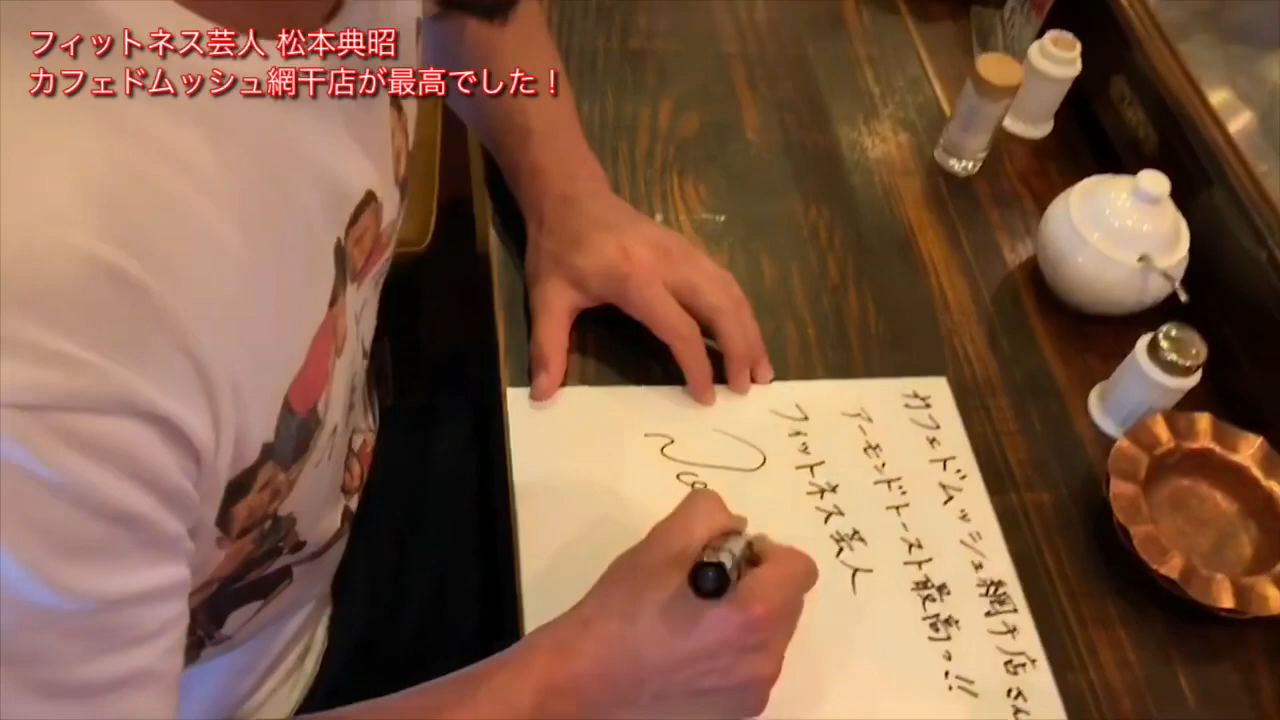 フィットネス芸人 松本典昭
カフェドムッシュ網干店が最高でした！
カフェドムッシュ網干店さん
アーモンドトースト最高っ!!
フィットネス芸人